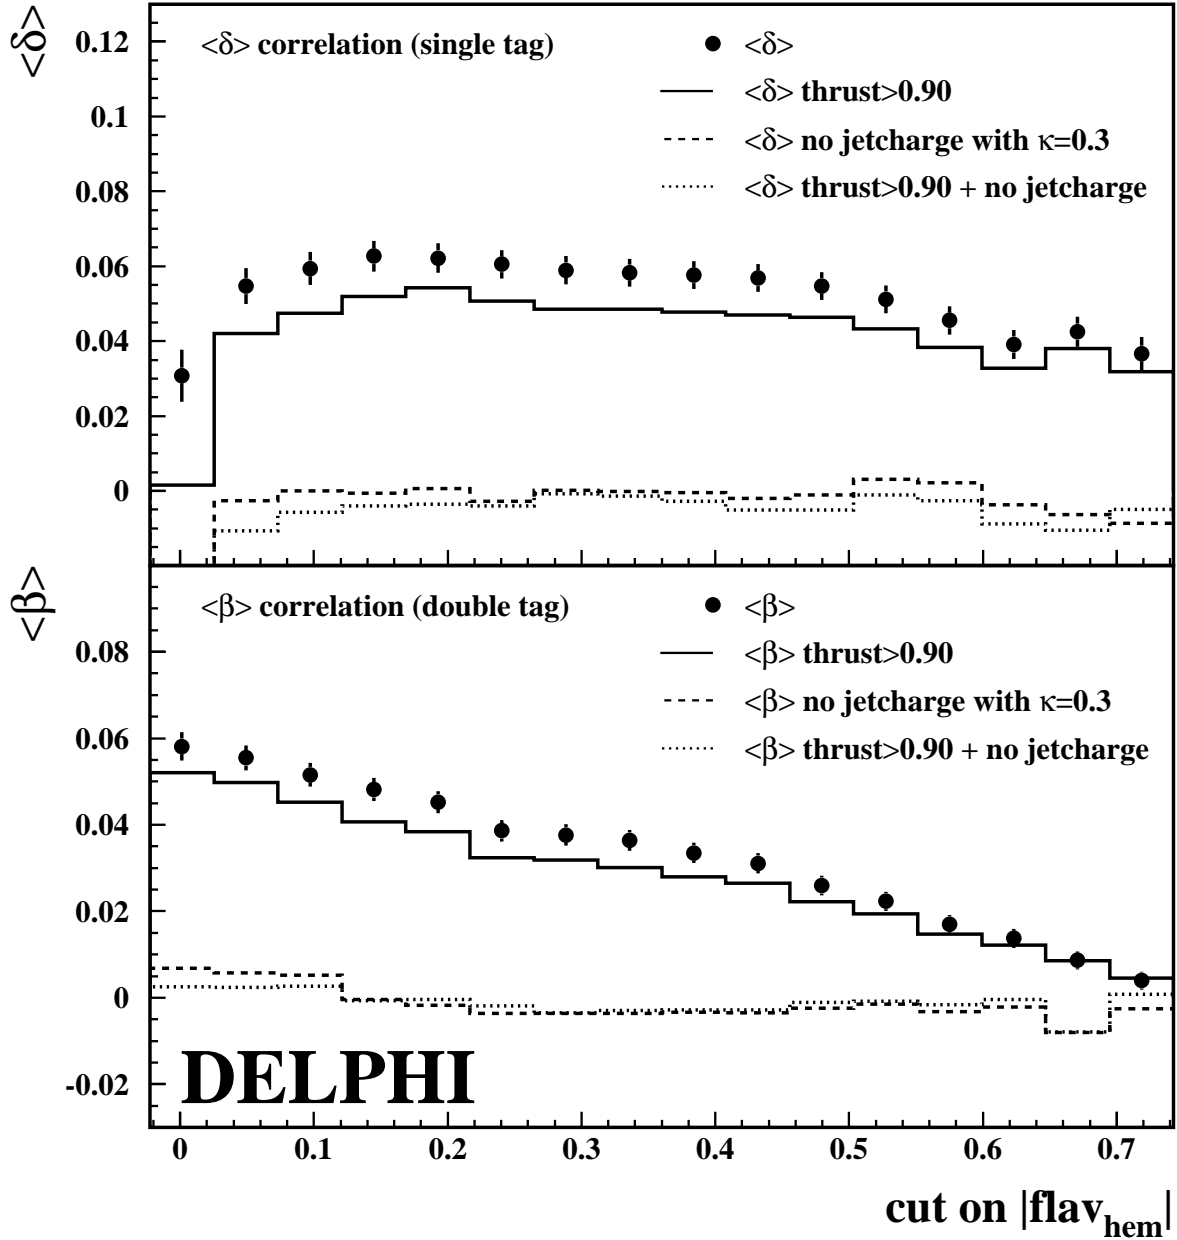 <δ>
0.12
0.1
0.08
0.06
0.04
0.02
0
<δ> correlation (single tag)
<δ>
<δ> thrust>0.90
<δ> no jetcharge with κ=0.3
<δ> thrust>0.90 + no jetcharge
<β>
0.08
0.06
0.04
0.02
0
-0.02
<β> correlation (double tag)
<β>
<β> thrust>0.90
<β> no jetcharge with κ=0.3
<β> thrust>0.90 + no jetcharge
DELPHI
0 0.1 0.2 0.3 0.4 0.5 0.6 0.7
cut on |flav_hem|